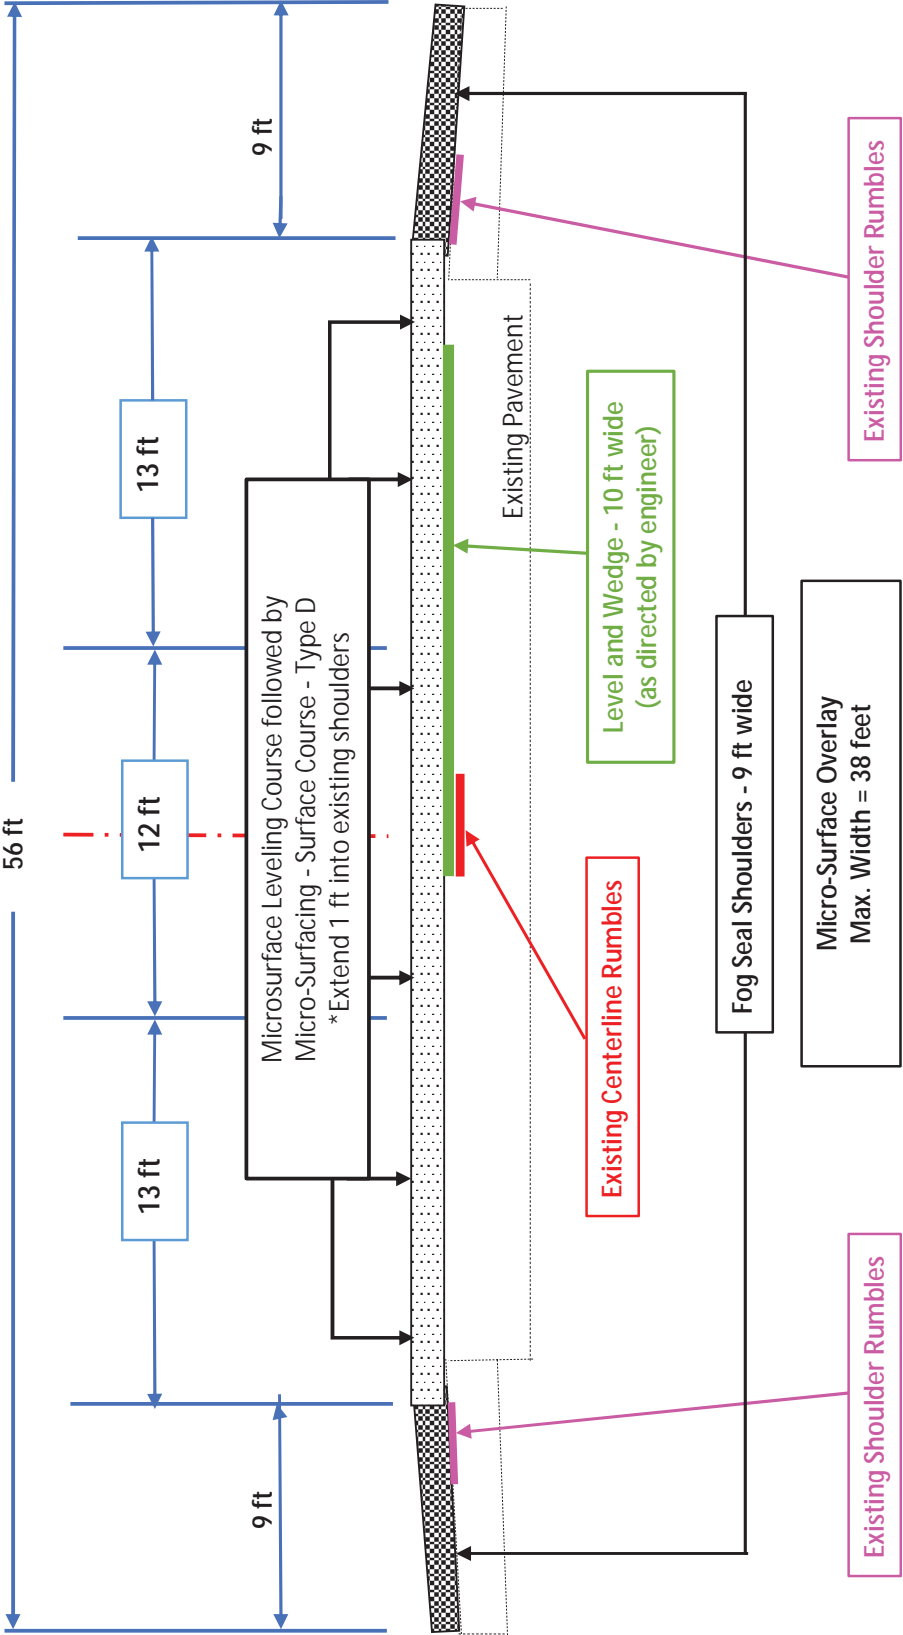 56 ft
9 ft
13 ft
12 ft
13 ft
9 ft
Microsurface Leveling Course followed by
Micro-Surfacing - Surface Course - Type D
*Extend 1 ft into existing shoulders
Existing Pavement
Existing Centerline Rumbles
Level and Wedge - 10 ft wide
(as directed by engineer)
Fog Seal Shoulders - 9 ft wide
Existing Shoulder Rumbles
Micro-Surface Overlay
Max. Width = 38 feet
Existing Shoulder Rumbles